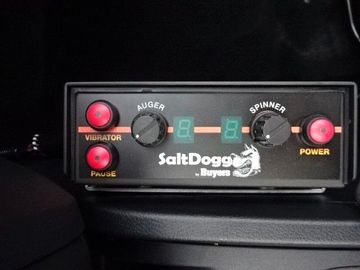 AUGER
SPINNER
VIBRATOR
POWER
PAUSE
SaltDogg
by Buyers